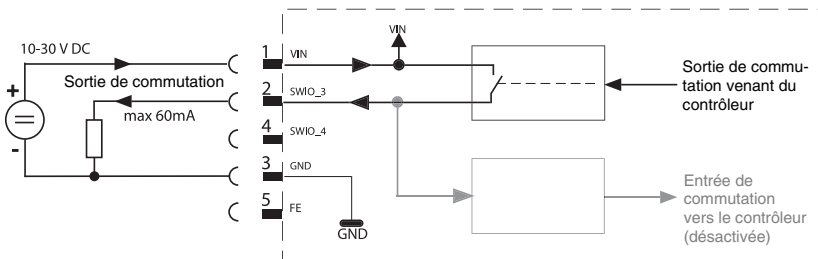 10-30 V DC
Sortie de commutation
max 60mA
+
-
1
VIN
2
SWIO_3
4
SWIO_4
3
GND
5
FE
VIN
GND
Sortie de commu-
tation venant du
contrôleur
Entrée de
commutation
vers le contrôleur
(désactivée)